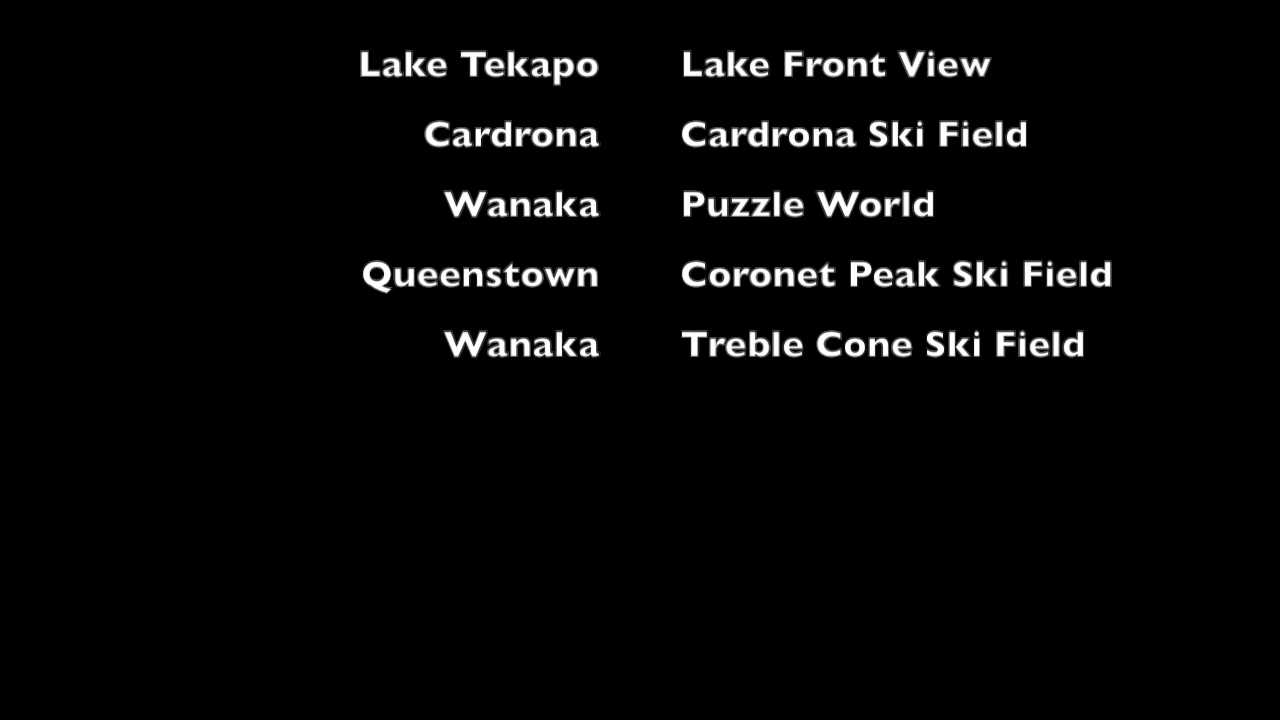 Lake Tekapo Lake Front View
Cardrona Cardrona Ski Field
Wanaka Puzzle World
Queenstown Coronet Peak Ski Field
Wanaka Treble Cone Ski Field